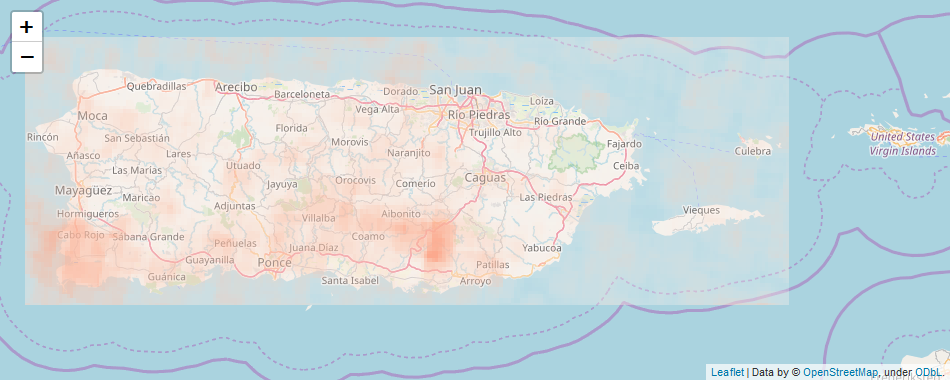 +
−
Quebradillas
Arecibo
Barceloneta
Dorado
San Juan
Loíza
Moca
Vega Alta
Río Piedras
Río Grande
Rincón
San Sebastián
Florida
Morovis
Trujillo Alto
Fajardo
Culebra
United States
Virgin Islands
Añasco
Lares
Utuado
Naranjito
Ceiba
Las Marías
Mayagüez
Maricao
Jayuya
Orocovis
Comerío
Caguas
Las Piedras
Hormigueros
Adjuntas
Villalba
Aibonito
Vieques
Cabo Rojo
Sabana Grande
Peñuelas
Juana Díaz
Coamo
Yabucoa
Guayanilla
Ponce
Patillas
Guánica
Santa Isabel
Arroyo
Leaflet | Data by © OpenStreetMap, under ODbL.